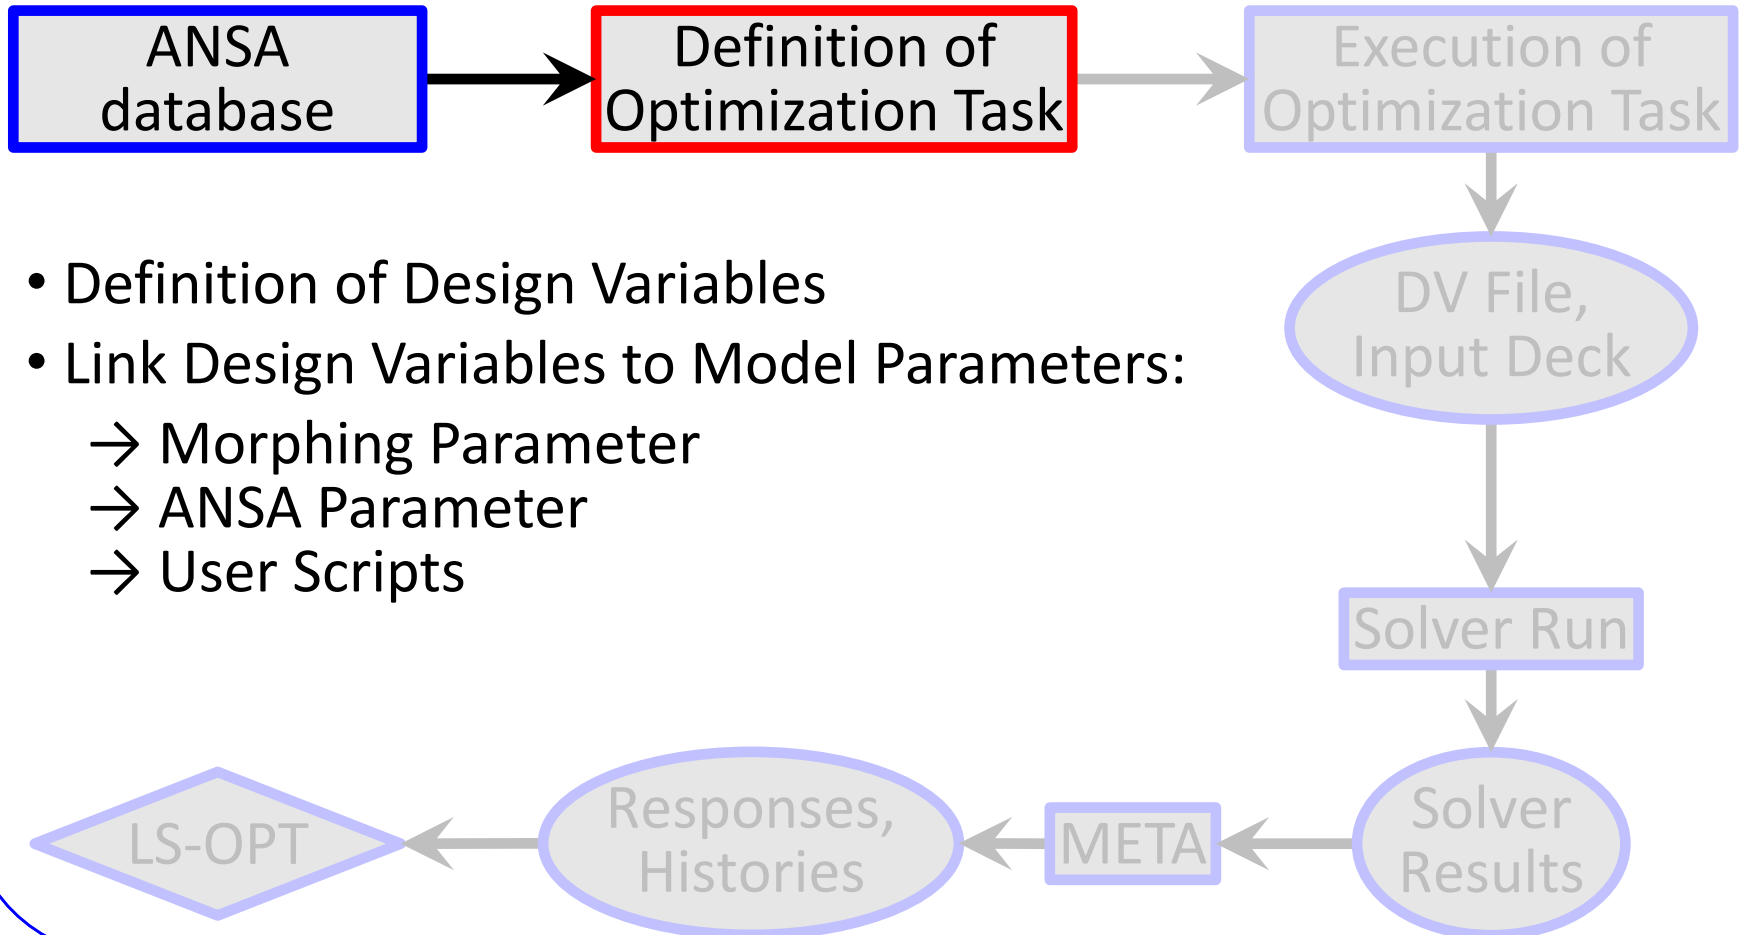 ANSA
database
Definition of
Optimization Task
Execution of
Optimization Task
• Definition of Design Variables
• Link Design Variables to Model Parameters:
→ Morphing Parameter
→ ANSA Parameter
→ User Scripts
DV File,
Input Deck
Solver Run
Solver
Results
META
Responses,
Histories
LS-OPT